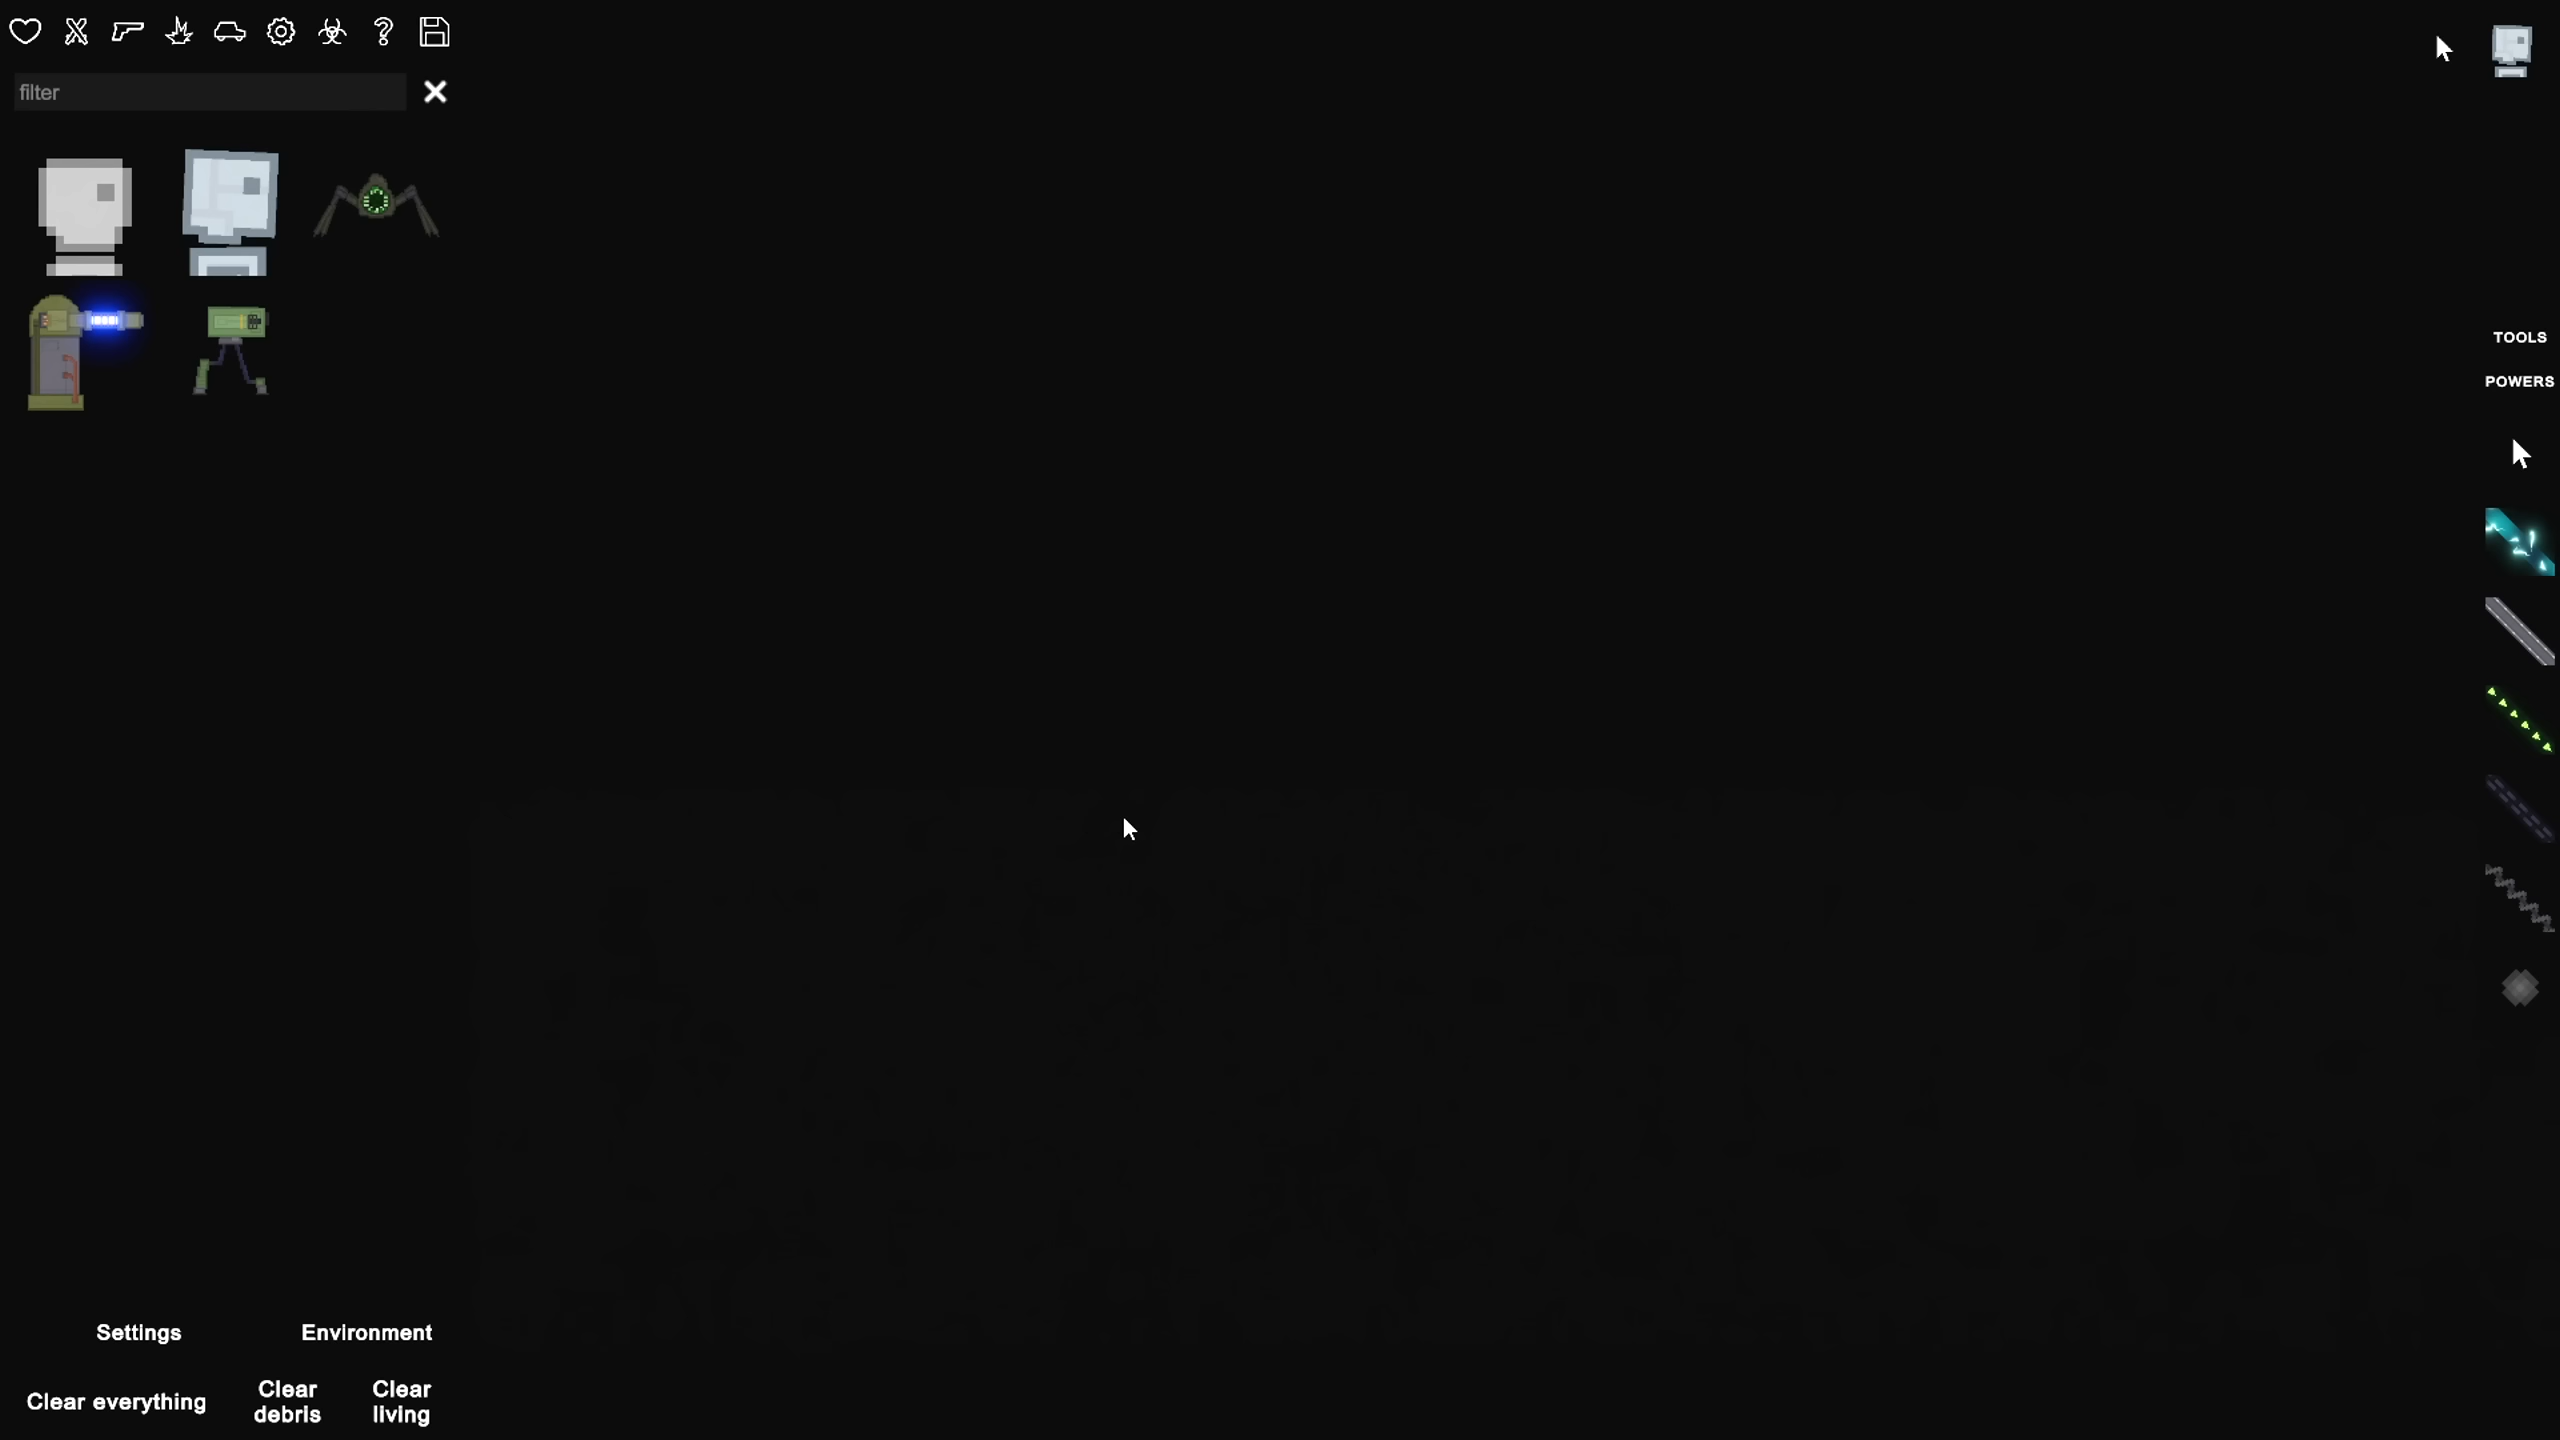 filter
TOOLS
POWERS
Settings
Environment
Clear everything
Clear
debris
Clear
living